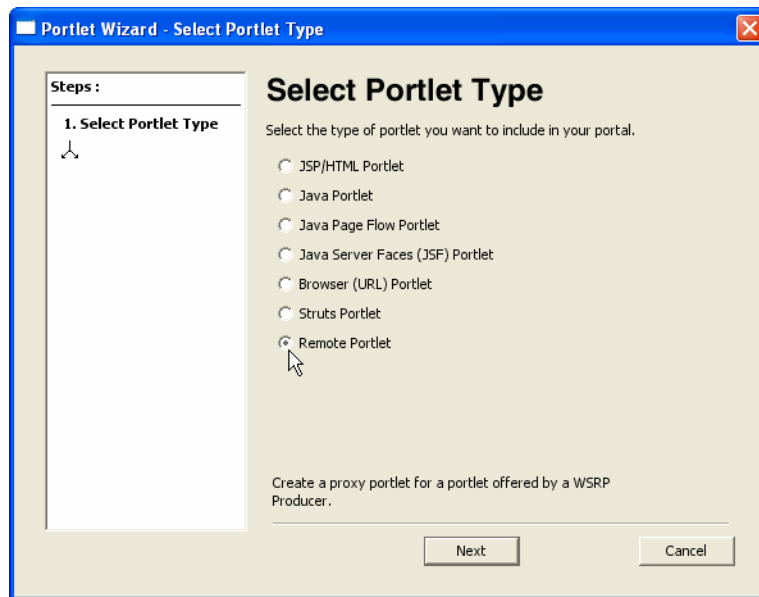 Portlet Wizard - Select Portlet Type
Steps :
1. Select Portlet Type
Select Portlet Type
Select the type of portlet you want to include in your portal.
JSP/HTML Portlet
Java Portlet
Java Page Flow Portlet
Java Server Faces (JSF) Portlet
Browser (URL) Portlet
Struts Portlet
Remote Portlet
Create a proxy portlet for a portlet offered by a WSRP
Producer.
Next
Cancel